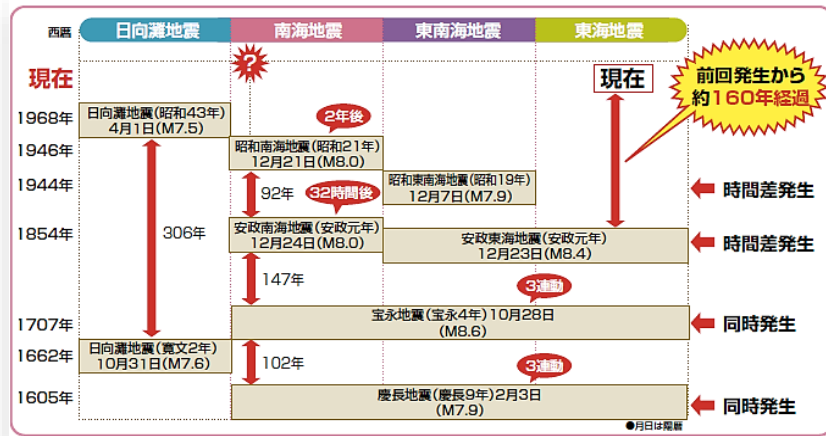 西暦
日向灘地震
南海地震
東南海地震
東海地震
?
現在
現在
前回発生から
約160年経過
1968年
日向灘地震(昭和43年)
4月1日(M7.5)
2年後
1946年
昭和南海地震(昭和21年)
12月21日(M8.0)
1944年
昭和東南海地震(昭和19年)
12月7日(M7.9)
時間差発生
92年
32時間後
1854年
306年
安政南海地震(安政元年)
12月24日(M8.0)
安政東海地震(安政元年)
12月23日(M8.4)
時間差発生
147年
3連動
1707年
宝永地震(宝永4年)10月28日
(M8.6)
同時発生
1662年
日向灘地震(寛文2年)
10月31日(M7.6)
102年
3連動
1605年
慶長地震(慶長9年)2月3日
(M7.9)
同時発生
●月日は陽暦